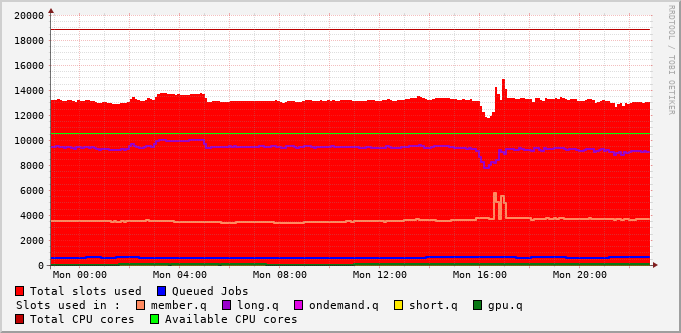 20000
18000
16000
14000
12000
10000
8000
6000
4000
2000
0
Mon 00:00 Mon 04:00 Mon 08:00 Mon 12:00 Mon 16:00 Mon 20:00
RRDTOOL / TOBI OETIKER
Total slots used Queued Jobs
Slots used in : member.q long.q ondemand.q short.q gpu.q
Total CPU cores Available CPU cores